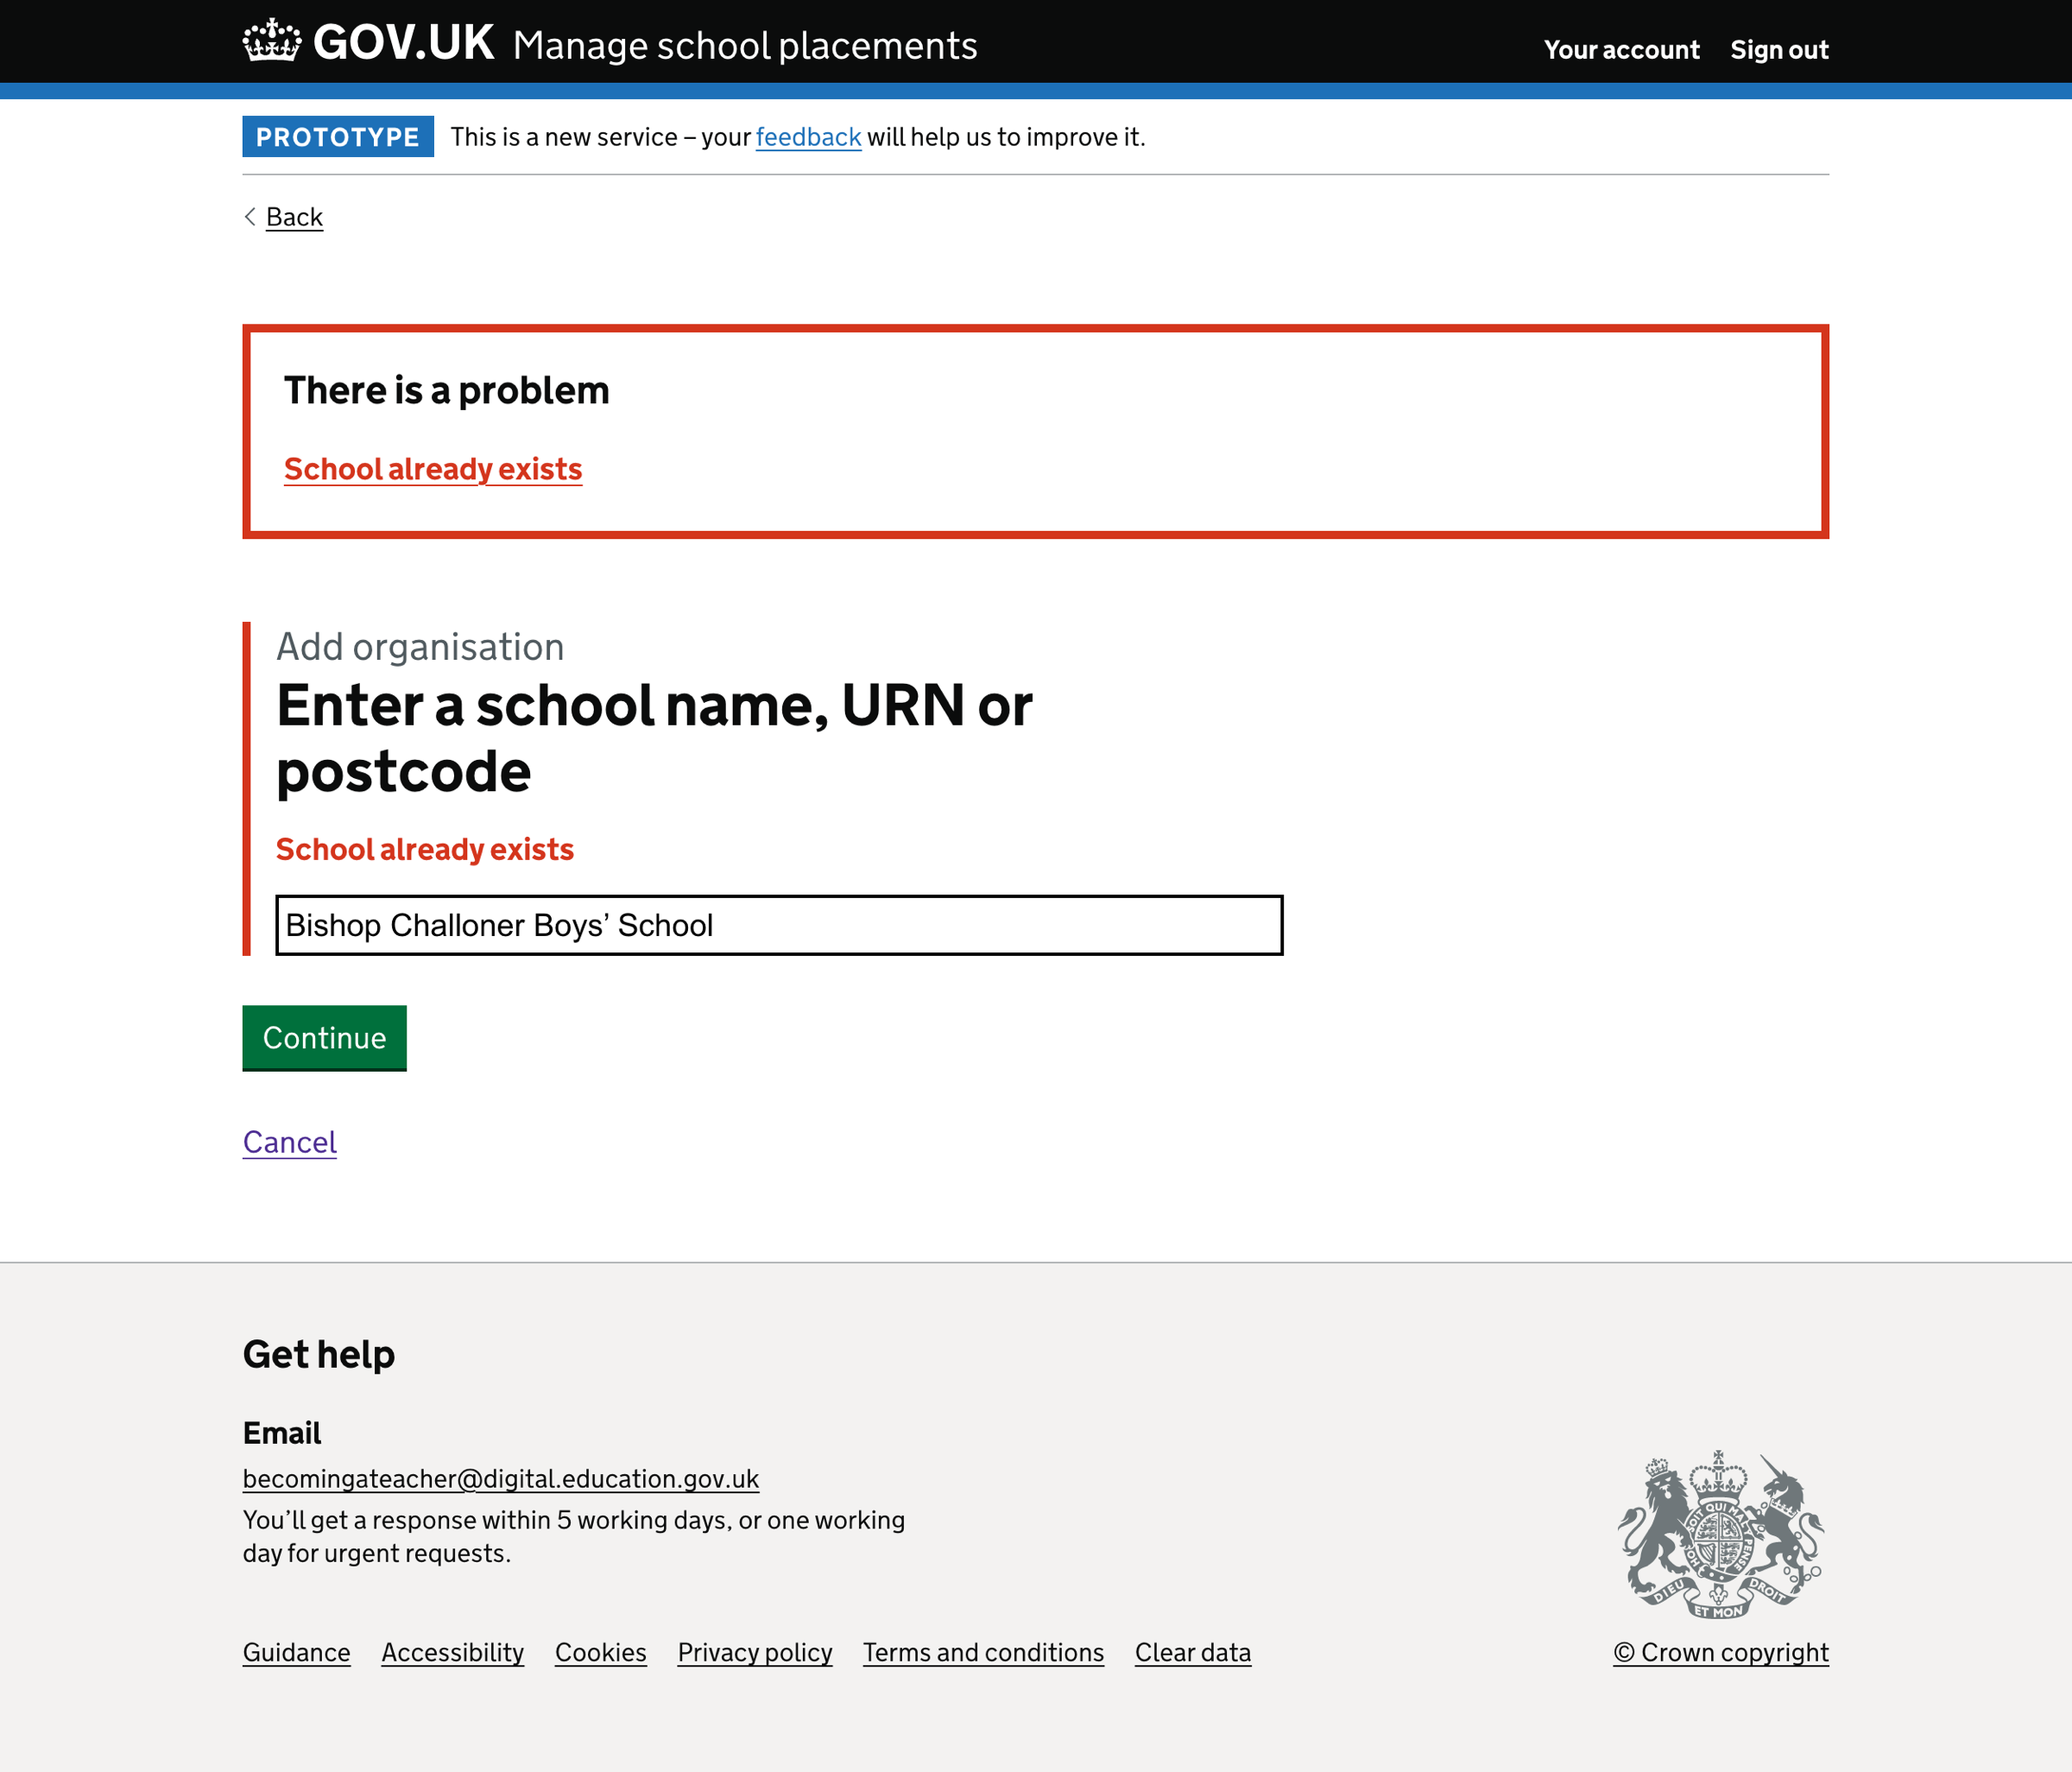 GOV.UK Manage school placements Your account Sign out
PROTOTYPE This is a new service – your feedback will help us to improve it.
Back
There is a problem
School already exists
Add organisation
Enter a school name, URN or
postcode
School already exists
Bishop Challoner Boys’ School
Continue
Cancel
Get help
Email
becomingateacher@digital.education.gov.uk
You’ll get a response within 5 working days, or one working
day for urgent requests.
DIEU ET MON DROIT
Guidance Accessibility Cookies Privacy policy Terms and conditions Clear data © Crown copyright